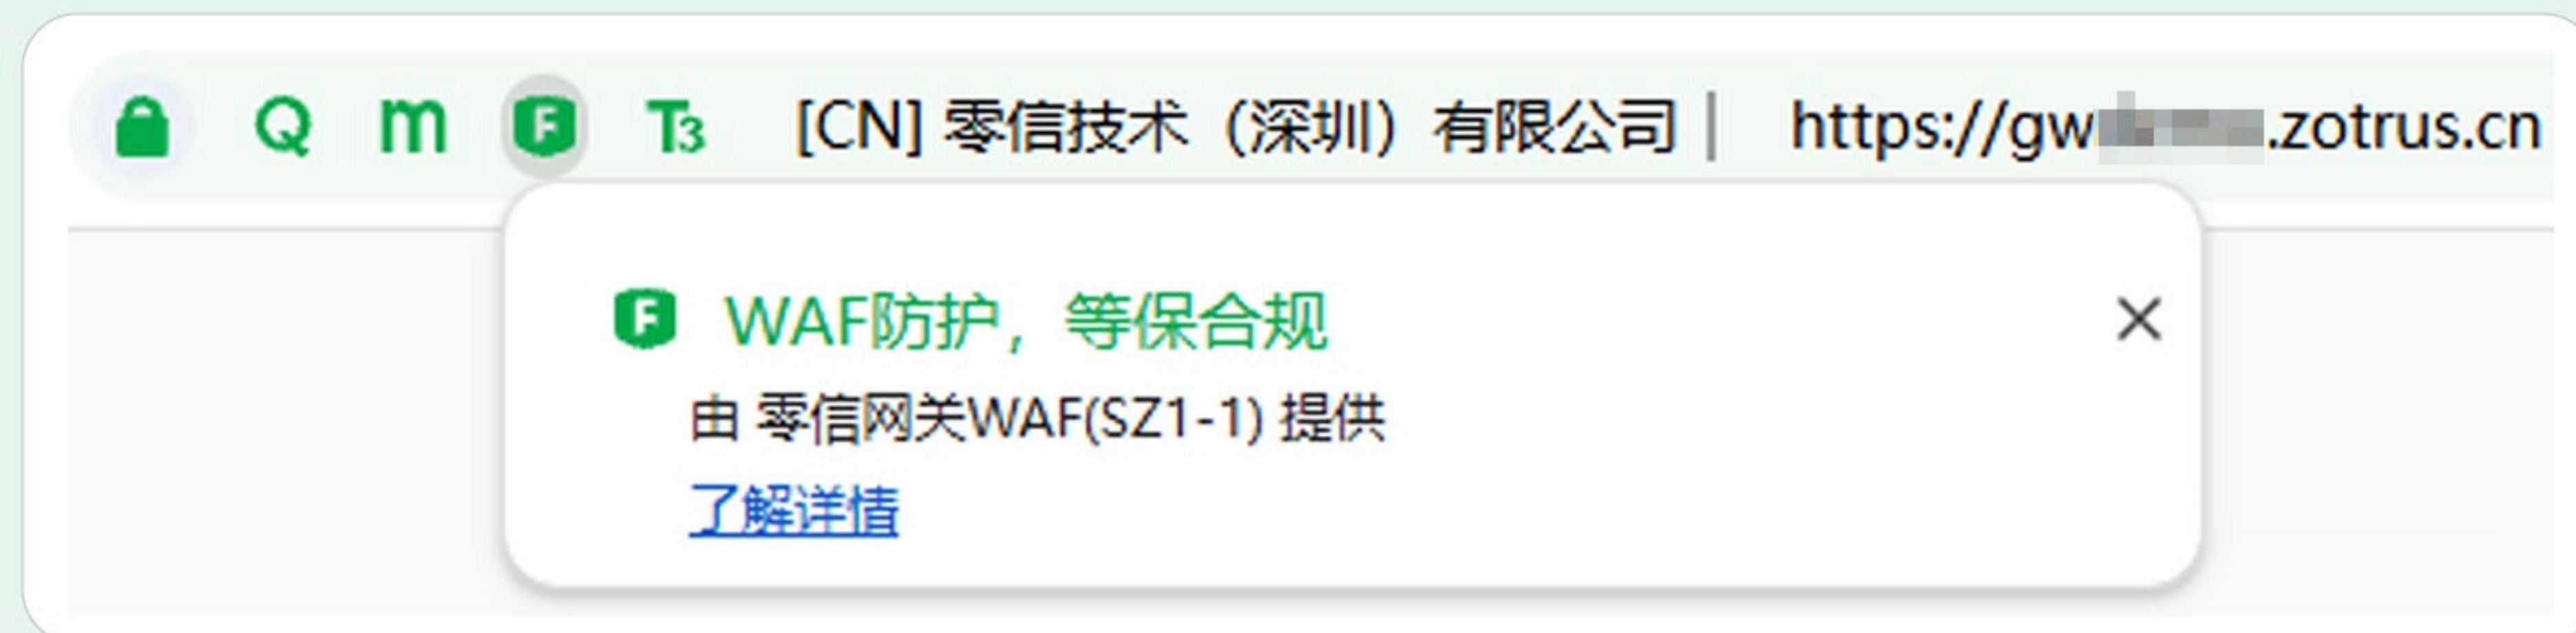 Q m F T3 [CN] 零信技术（深圳）有限公司 | https://gw .zotrus.cn
F WAF防护，等保合规
由 零信网关WAF(SZ1-1) 提供
了解详情